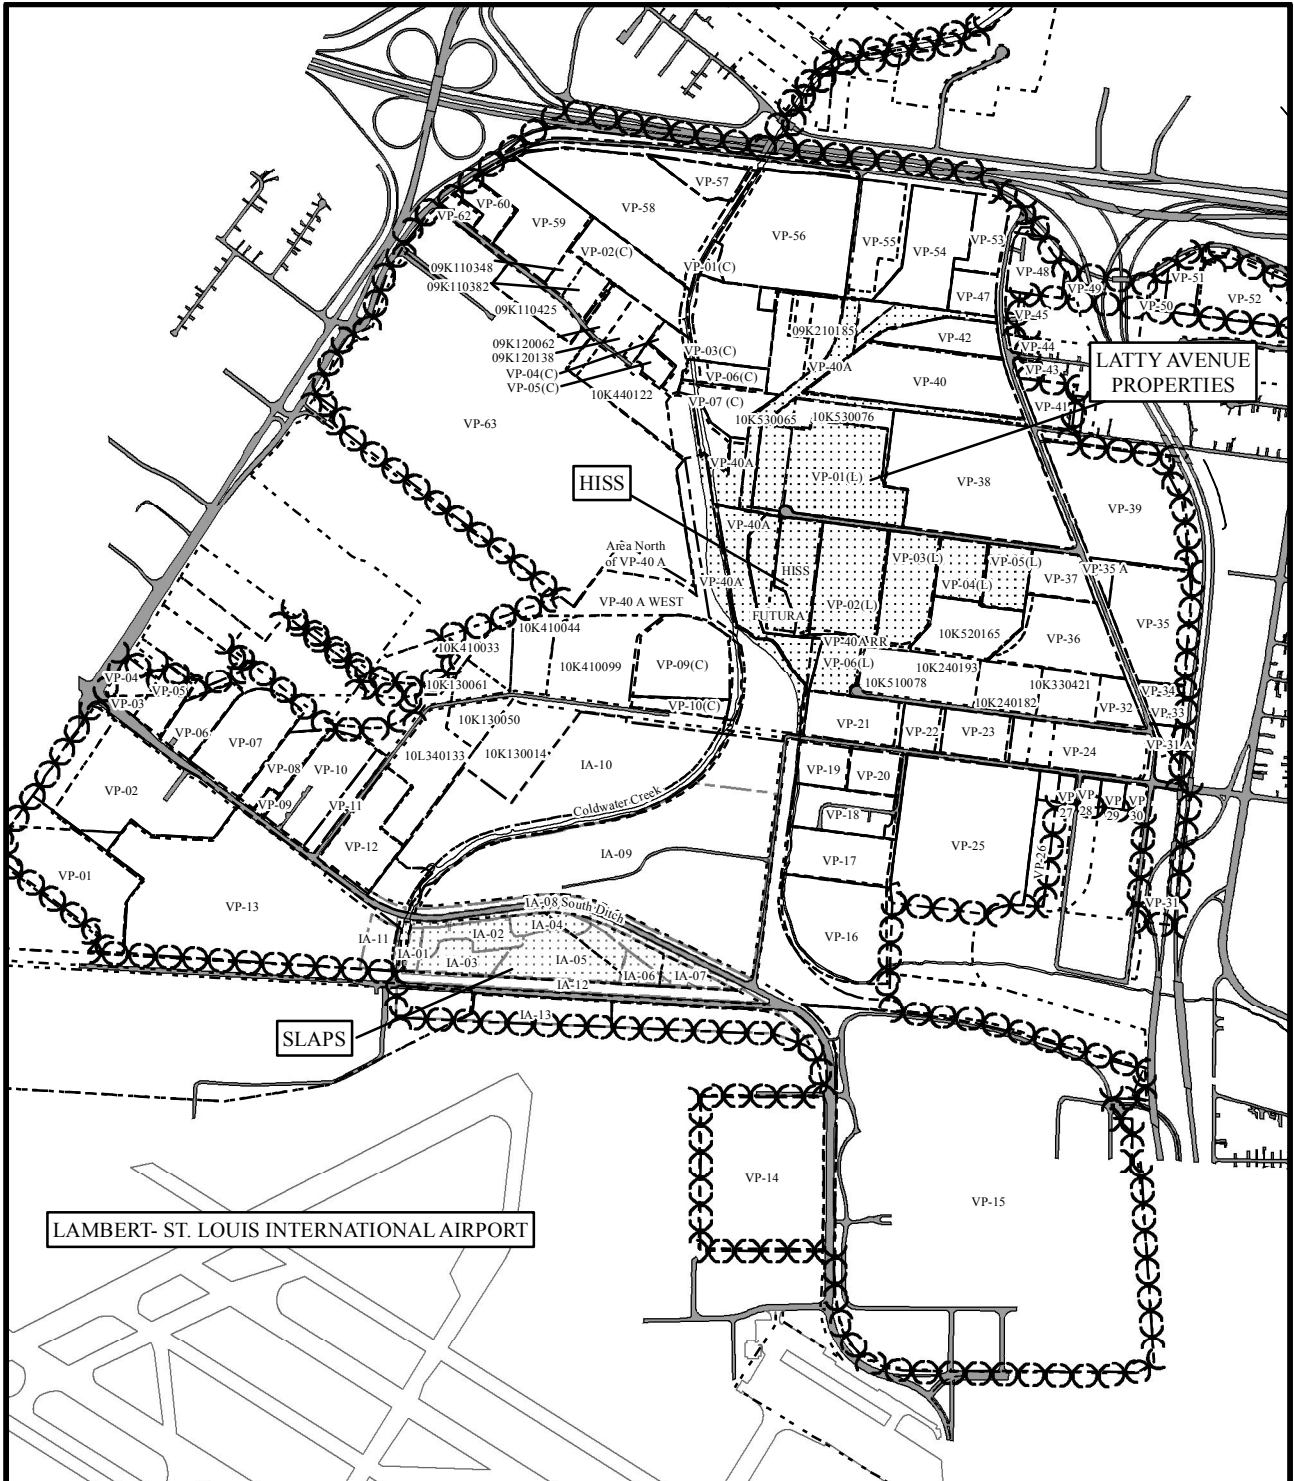 VP-57
VP-60
VP-58
VP-62
VP-59
VP-56
VP-55
VP-54
VP-53
VP-02(C)
VP-01(C)
VP-48
VP-49
VP-51
VP-50
VP-52
09K110348
09K110382
09K110425
VP-47
VP-45
09K120062
09K120138
VP-04(C)
VP-05(C)
10K440122
09K210185
VP-42
VP-44
VP-43
VP-03(C)
VP-06(C)
VP-40A
VP-40
VP-41
LATTY AVENUE
PROPERTIES
VP-07 (C)
10K530065
10K530076
VP-63
VP-40A
VP-01(L)
VP-38
VP-39
HISS
VP-40A
Area North
of VP-40 A
VP-40A
HISS
VP-03(L)
VP-05(L)
VP-04(L)
VP-37
VP-35 A
VP-40 A WEST
FUTURA
VP-02(L)
VP-35
10K410044
10K410033
VP-40A RR
10K520165
VP-36
10K410099
VP-09(C)
VP-06(L)
10K240193
10K130061
10K510078
10K330421
VP-34
VP-04
VP-05
VP-03
VP-10(C)
10K240182
VP-32
VP-33
10K130050
VP-06
VP-07
10L340133
10K130014
IA-10
VP-21
VP-22
VP-23
VP-24
VP-31 A
VP-08
VP-10
VP-19
VP-20
VP-02
VP-09
VP-11
Coldwater Creek
VP-18
VP
27
VP
28
VP
29
VP
30
VP-12
IA-09
VP-17
VP-25
VP-26
VP-01
VP-13
IA-08
South Ditch
VP-31
IA-11
IA-02
IA-04
VP-16
IA-01
IA-03
IA-05
IA-06
IA-07
IA-12
IA-13
SLAPS
VP-14
VP-15
LAMBERT- ST. LOUIS INTERNATIONAL AIRPORT